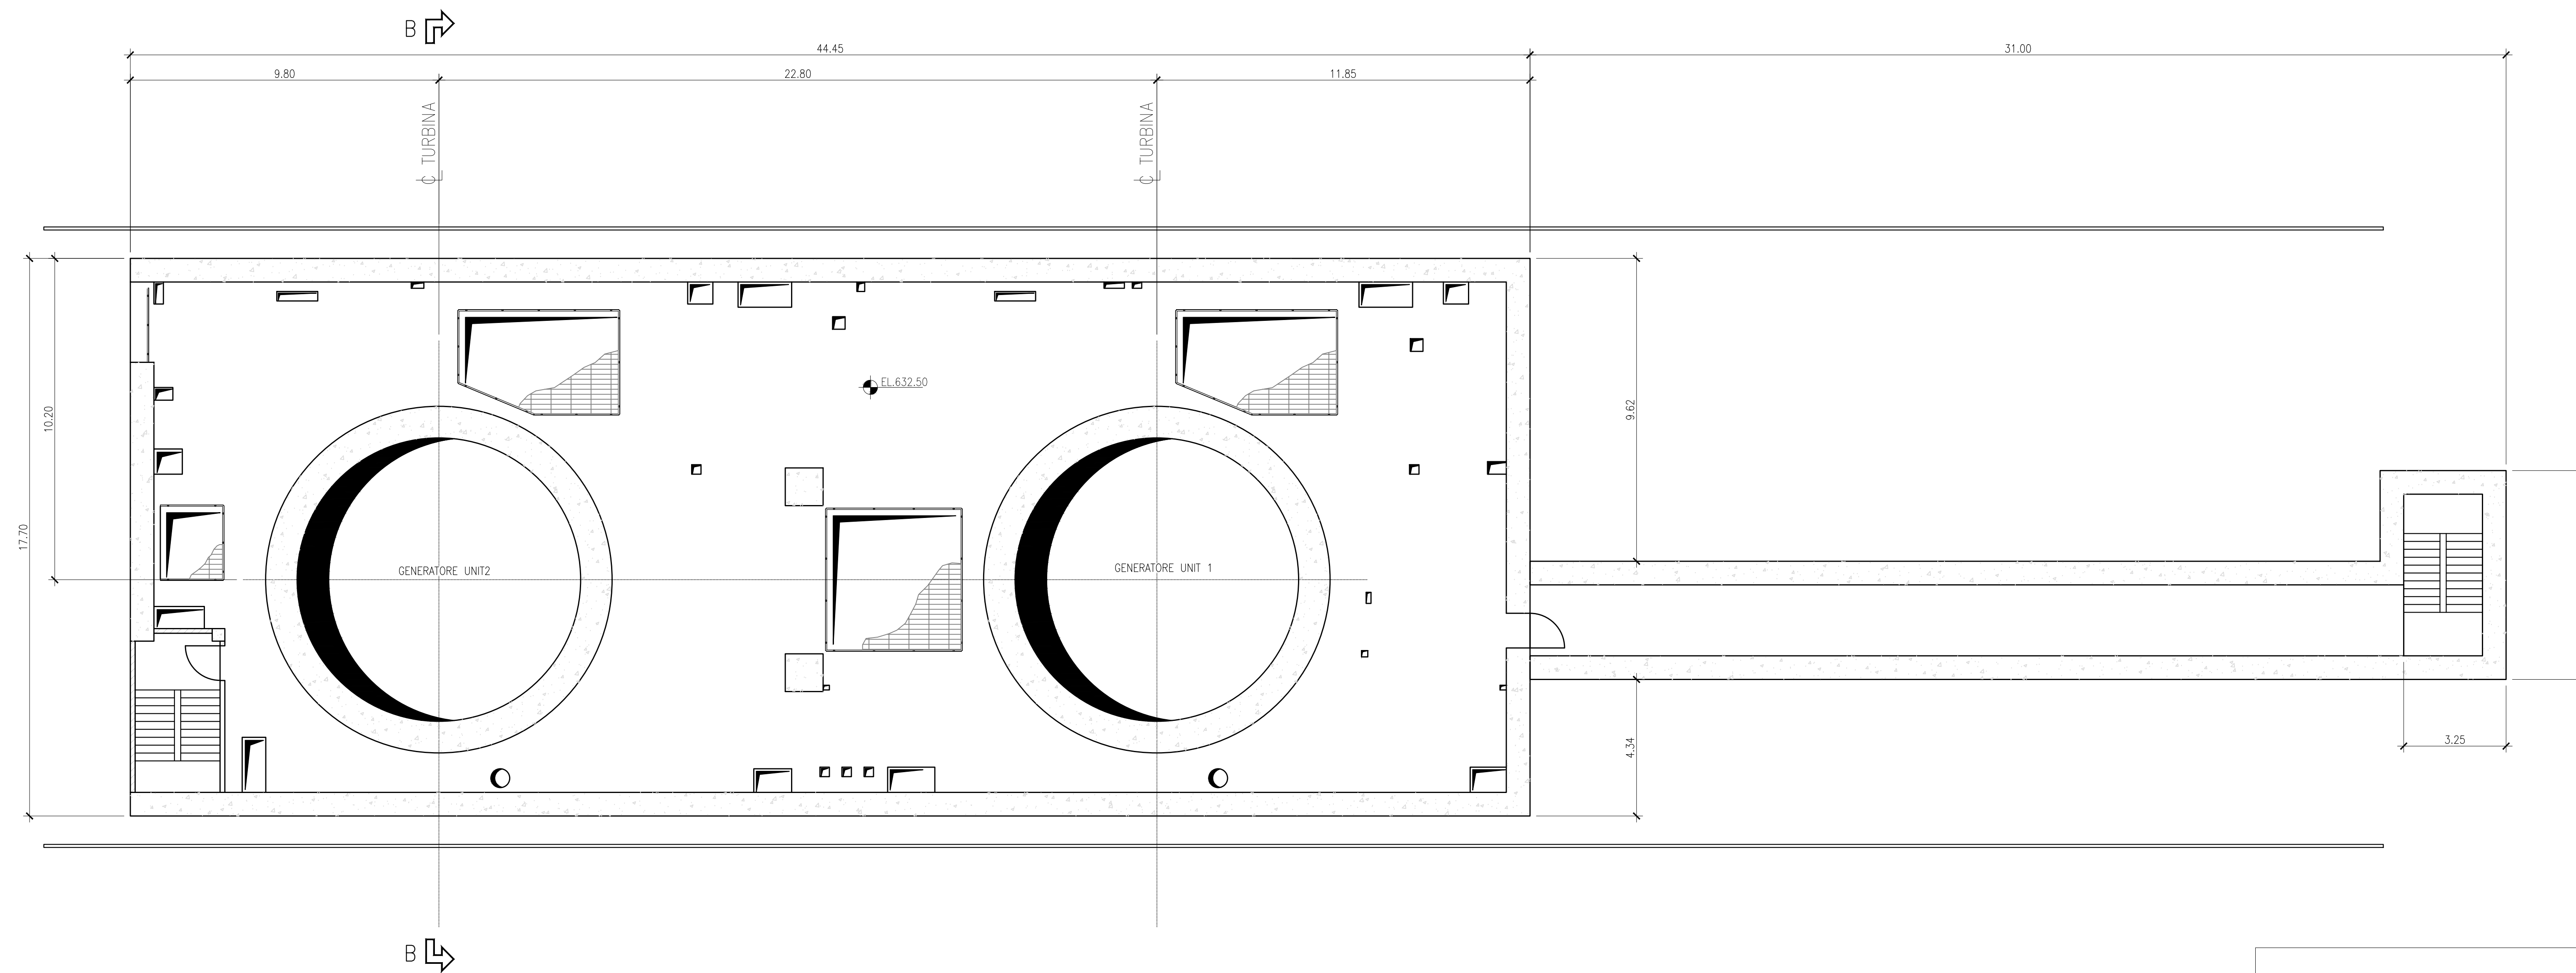 B
44.45
31.00
9.80
22.80
11.85
C TURBINA
C TURBINA
EL.632.50
10.20
17.70
9.62
GENERATORE UNIT2
GENERATORE UNIT 1
4.34
3.25
B